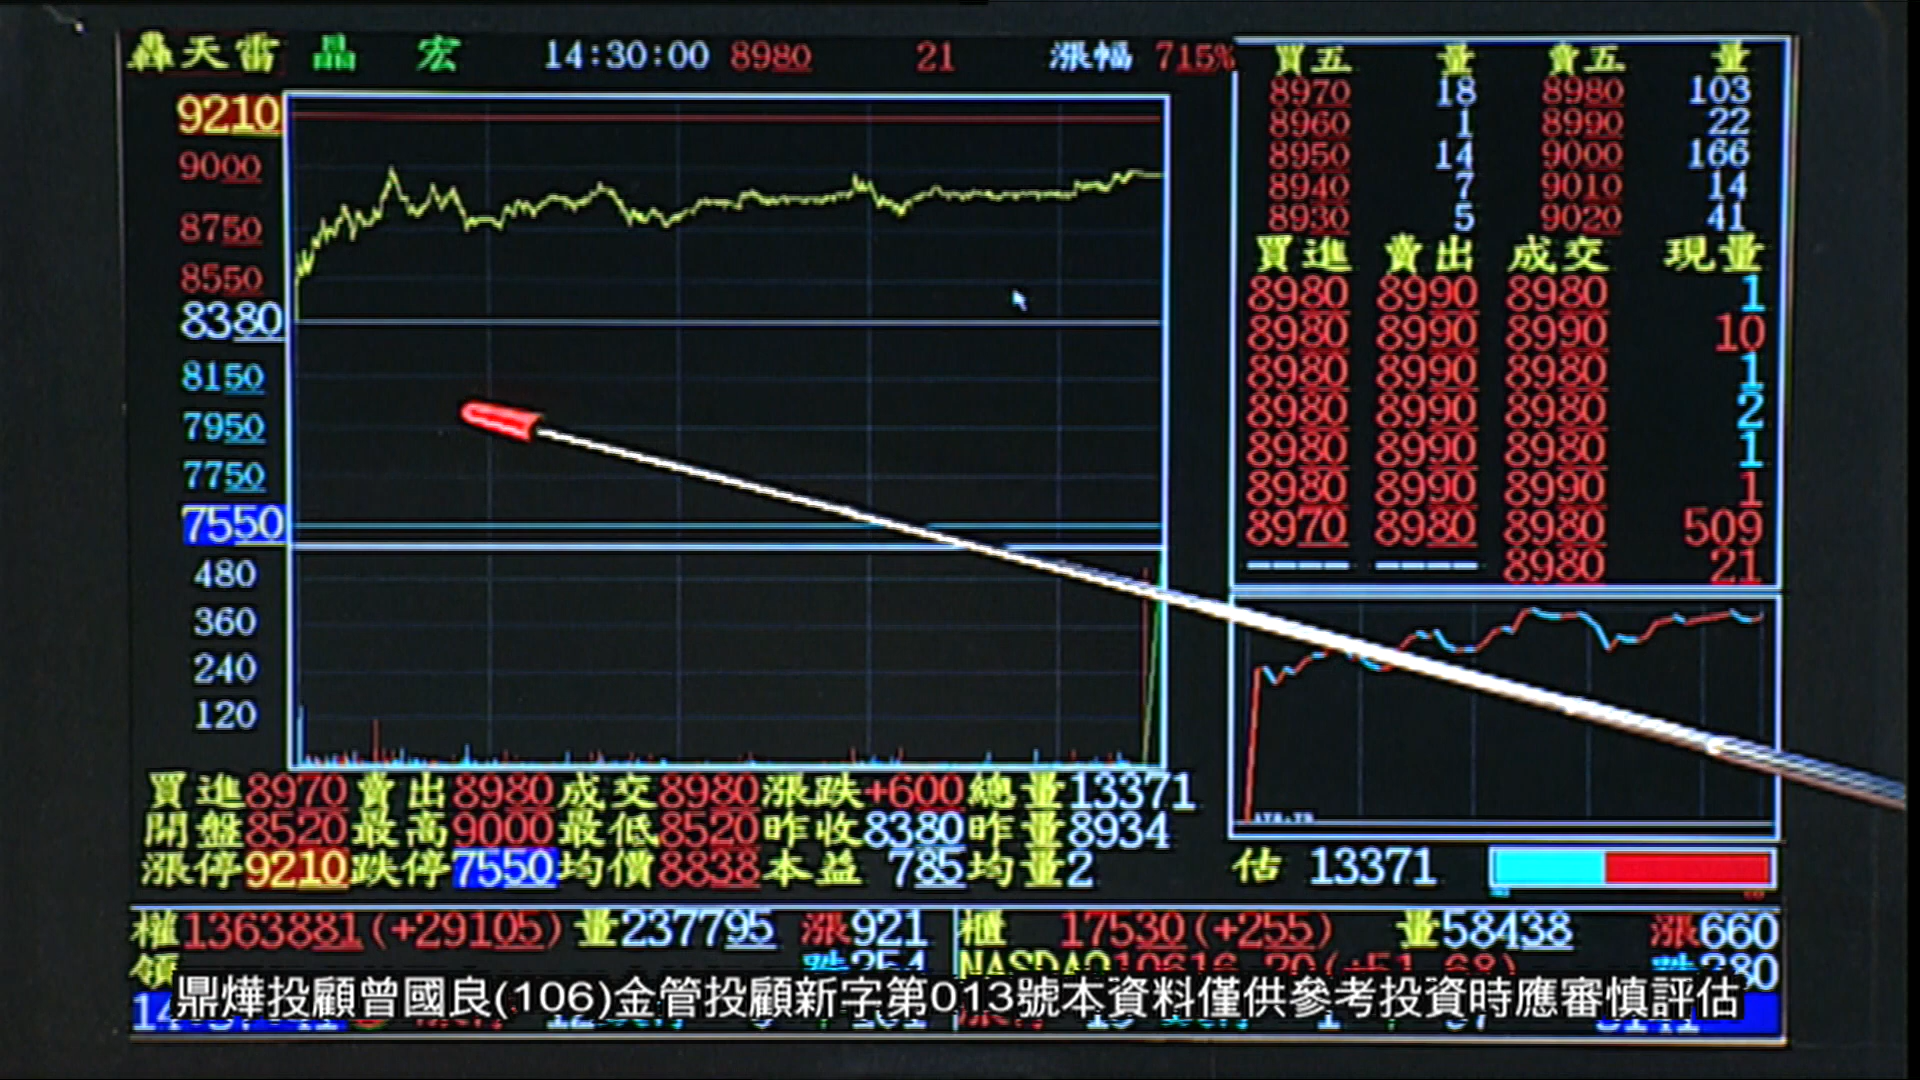 轟天雷 晶 宏 14:30:00 8980 21 漲幅 715%
買五 量 賣五 量
8970 18 8980 103
8960 1 8990 22
8950 14 9000 166
8940 7 9010 14
8930 5 9020 41
買進 賣出 成交 現量
8980 8990 8980 1
8980 8990 8990 10
8980 8990 8980 1
8980 8990 8980 2
8980 8990 8980 1
8980 8990 8990 1
8970 8980 8980 509
---- ---- 8980 21
9210
9000
8750
8550
8380
8150
7950
7750
7550
480
360
240
120
買進8970 賣出8980 成交8980 漲跌+600 總量13371
開盤8520 最高9000 最低8520 昨收8380 昨量8934
漲停9210 跌停7550 均價8838 本益 785 均量2
估 13371
權1363881(+29105) 量237795 漲921
櫃 17530(+255) 量58438 漲660
鼎燁投顧曾國良(106)金管投顧新字第013號本資料僅供參考投資時應審慎評估